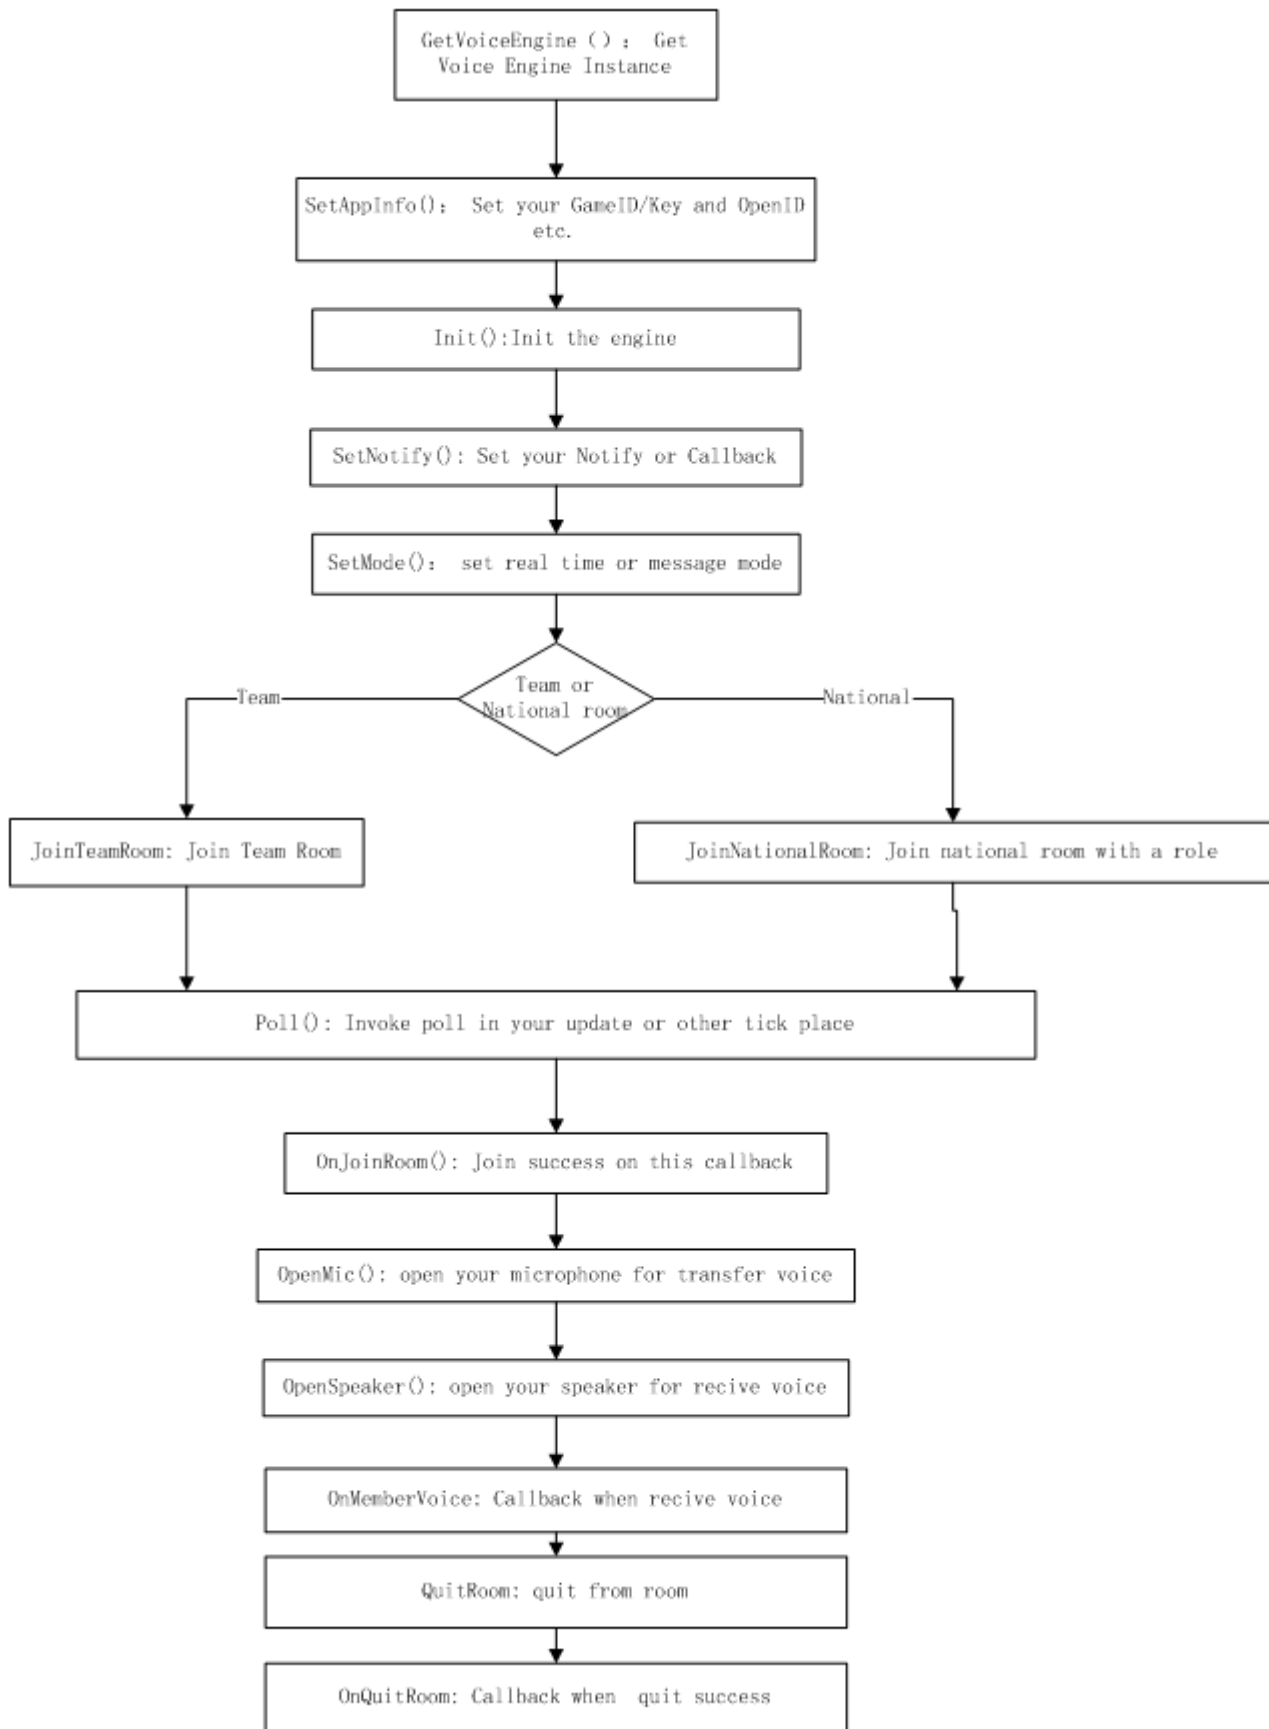 GetVoiceEngine（）： Get
Voice Engine Instance
SetAppInfo()： Set your GameID/Key and OpenID
etc.
Init():Init the engine
SetNotify(): Set your Notify or Callback
SetMode()： set real time or message mode
Team or
National room
Team
National
JoinTeamRoom: Join Team Room
JoinNationalRoom: Join national room with a role
Poll(): Invoke poll in your update or other tick place
OnJoinRoom(): Join success on this callback
OpenMic(): open your microphone for transfer voice
OpenSpeaker(): open your speaker for recive voice
OnMemberVoice: Callback when recive voice
QuitRoom: quit from room
OnQuitRoom: Callback when  quit success